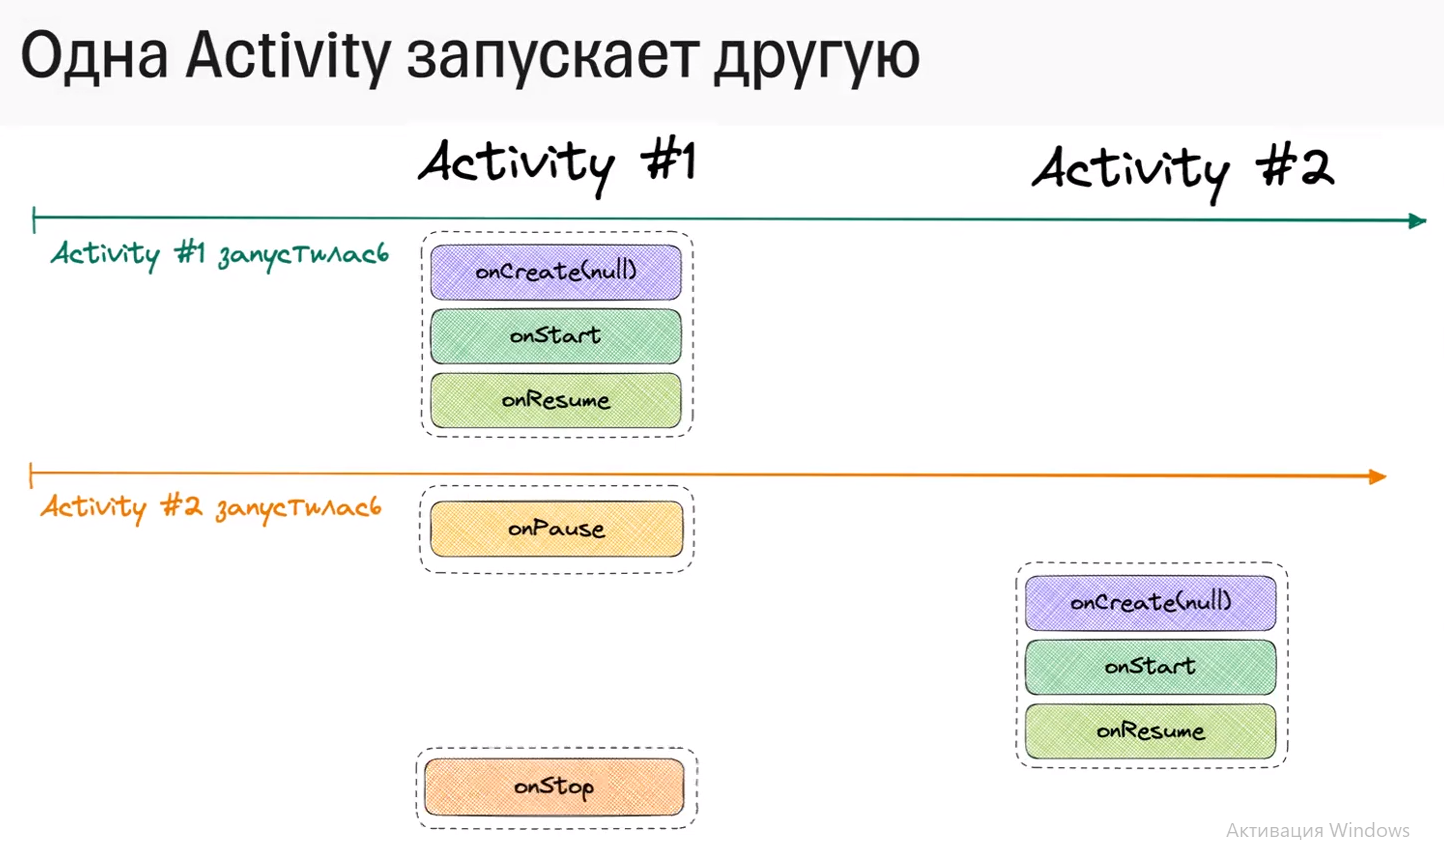 Одна Activity запускает другую
Activity #1
Activity #2
Activity #1 запустилась
onCreate(null)
onStart
onResume
Activity #2 запустилась
onPause
onCreate(null)
onStart
onResume
onStop
Активация Windows